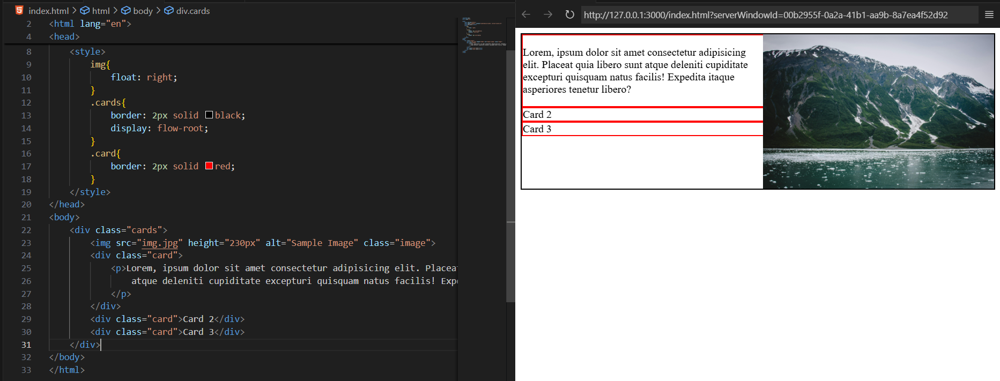 index.html > html > body > div.cards
2 <html lang="en">
4 <head>
8 <style>
9 img{
10 float: right;
11 }
12 .cards{
13 border: 2px solid black;
14 display: flow-root;
15 }
16 .card{
17 border: 2px solid red;
18 }
19 </style>
20 </head>
21 <body>
22 <div class="cards">
23 <img src="img.jpg" height="230px" alt="Sample Image" class="image">
24 <div class="card">
25 <p>Lorem, ipsum dolor sit amet consectetur adipisicing elit. Placeat
26 atque deleniti cupiditate excepturi quisquam natus facilis! Expe
27 </p>
28 </div>
29 <div class="card">Card 2</div>
30 <div class="card">Card 3</div>
31 </div>
32 </body>
33 </html>
http://127.0.0.1:3000/index.html?serverWindowId=00b2955f-0a2a-41b1-aa9b-8a7ea4f52d92
Lorem, ipsum dolor sit amet consectetur adipisicing
elit. Placeat quia libero sunt atque deleniti cupiditate
excepturi quisquam natus facilis! Expedita itaque
asperiores tenetur libero?
Card 2
Card 3